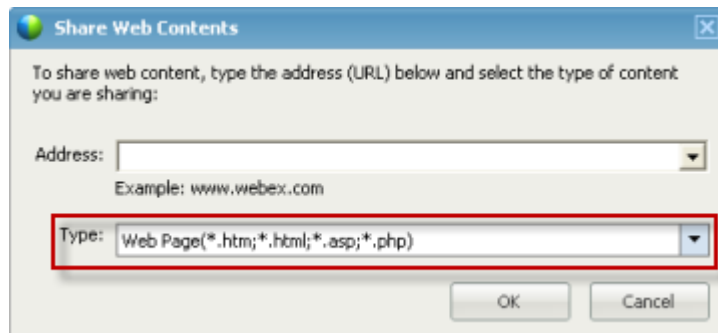 Share Web Contents
To share web content, type the address (URL) below and select the type of content
you are sharing:
Address:
Example: www.webex.com
Type: Web Page(*.htm;*.html;*.asp;*.php)
OK Cancel